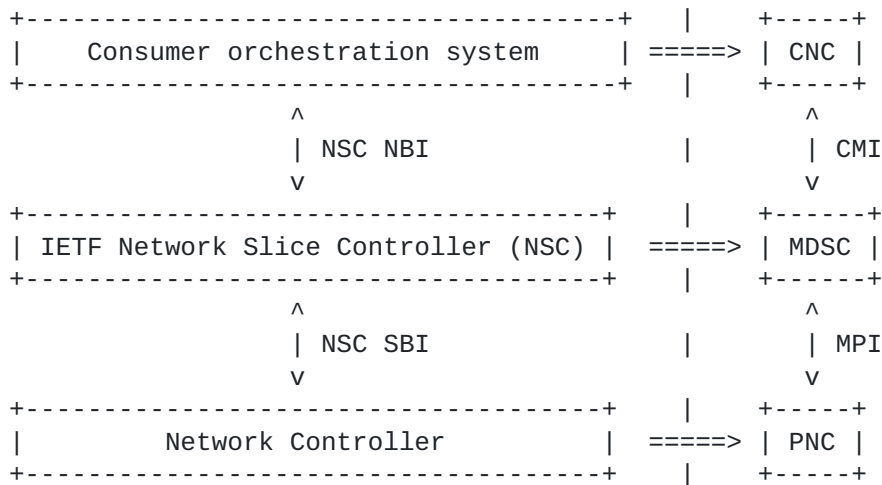 Consumer orchestration system =====> CNC
^ ^
NSC NBI CMI
v v
IETF Network Slice Controller (NSC) =====> MDSC
^ ^
NSC SBI MPI
v v
Network Controller =====> PNC